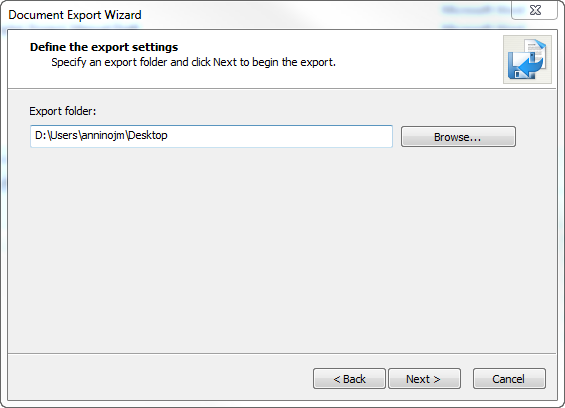 Document Export Wizard
Define the export settings
Specify an export folder and click Next to begin the export.
Export folder:
D:\Users\anninojm\Desktop
Browse...
< Back
Next >
Cancel